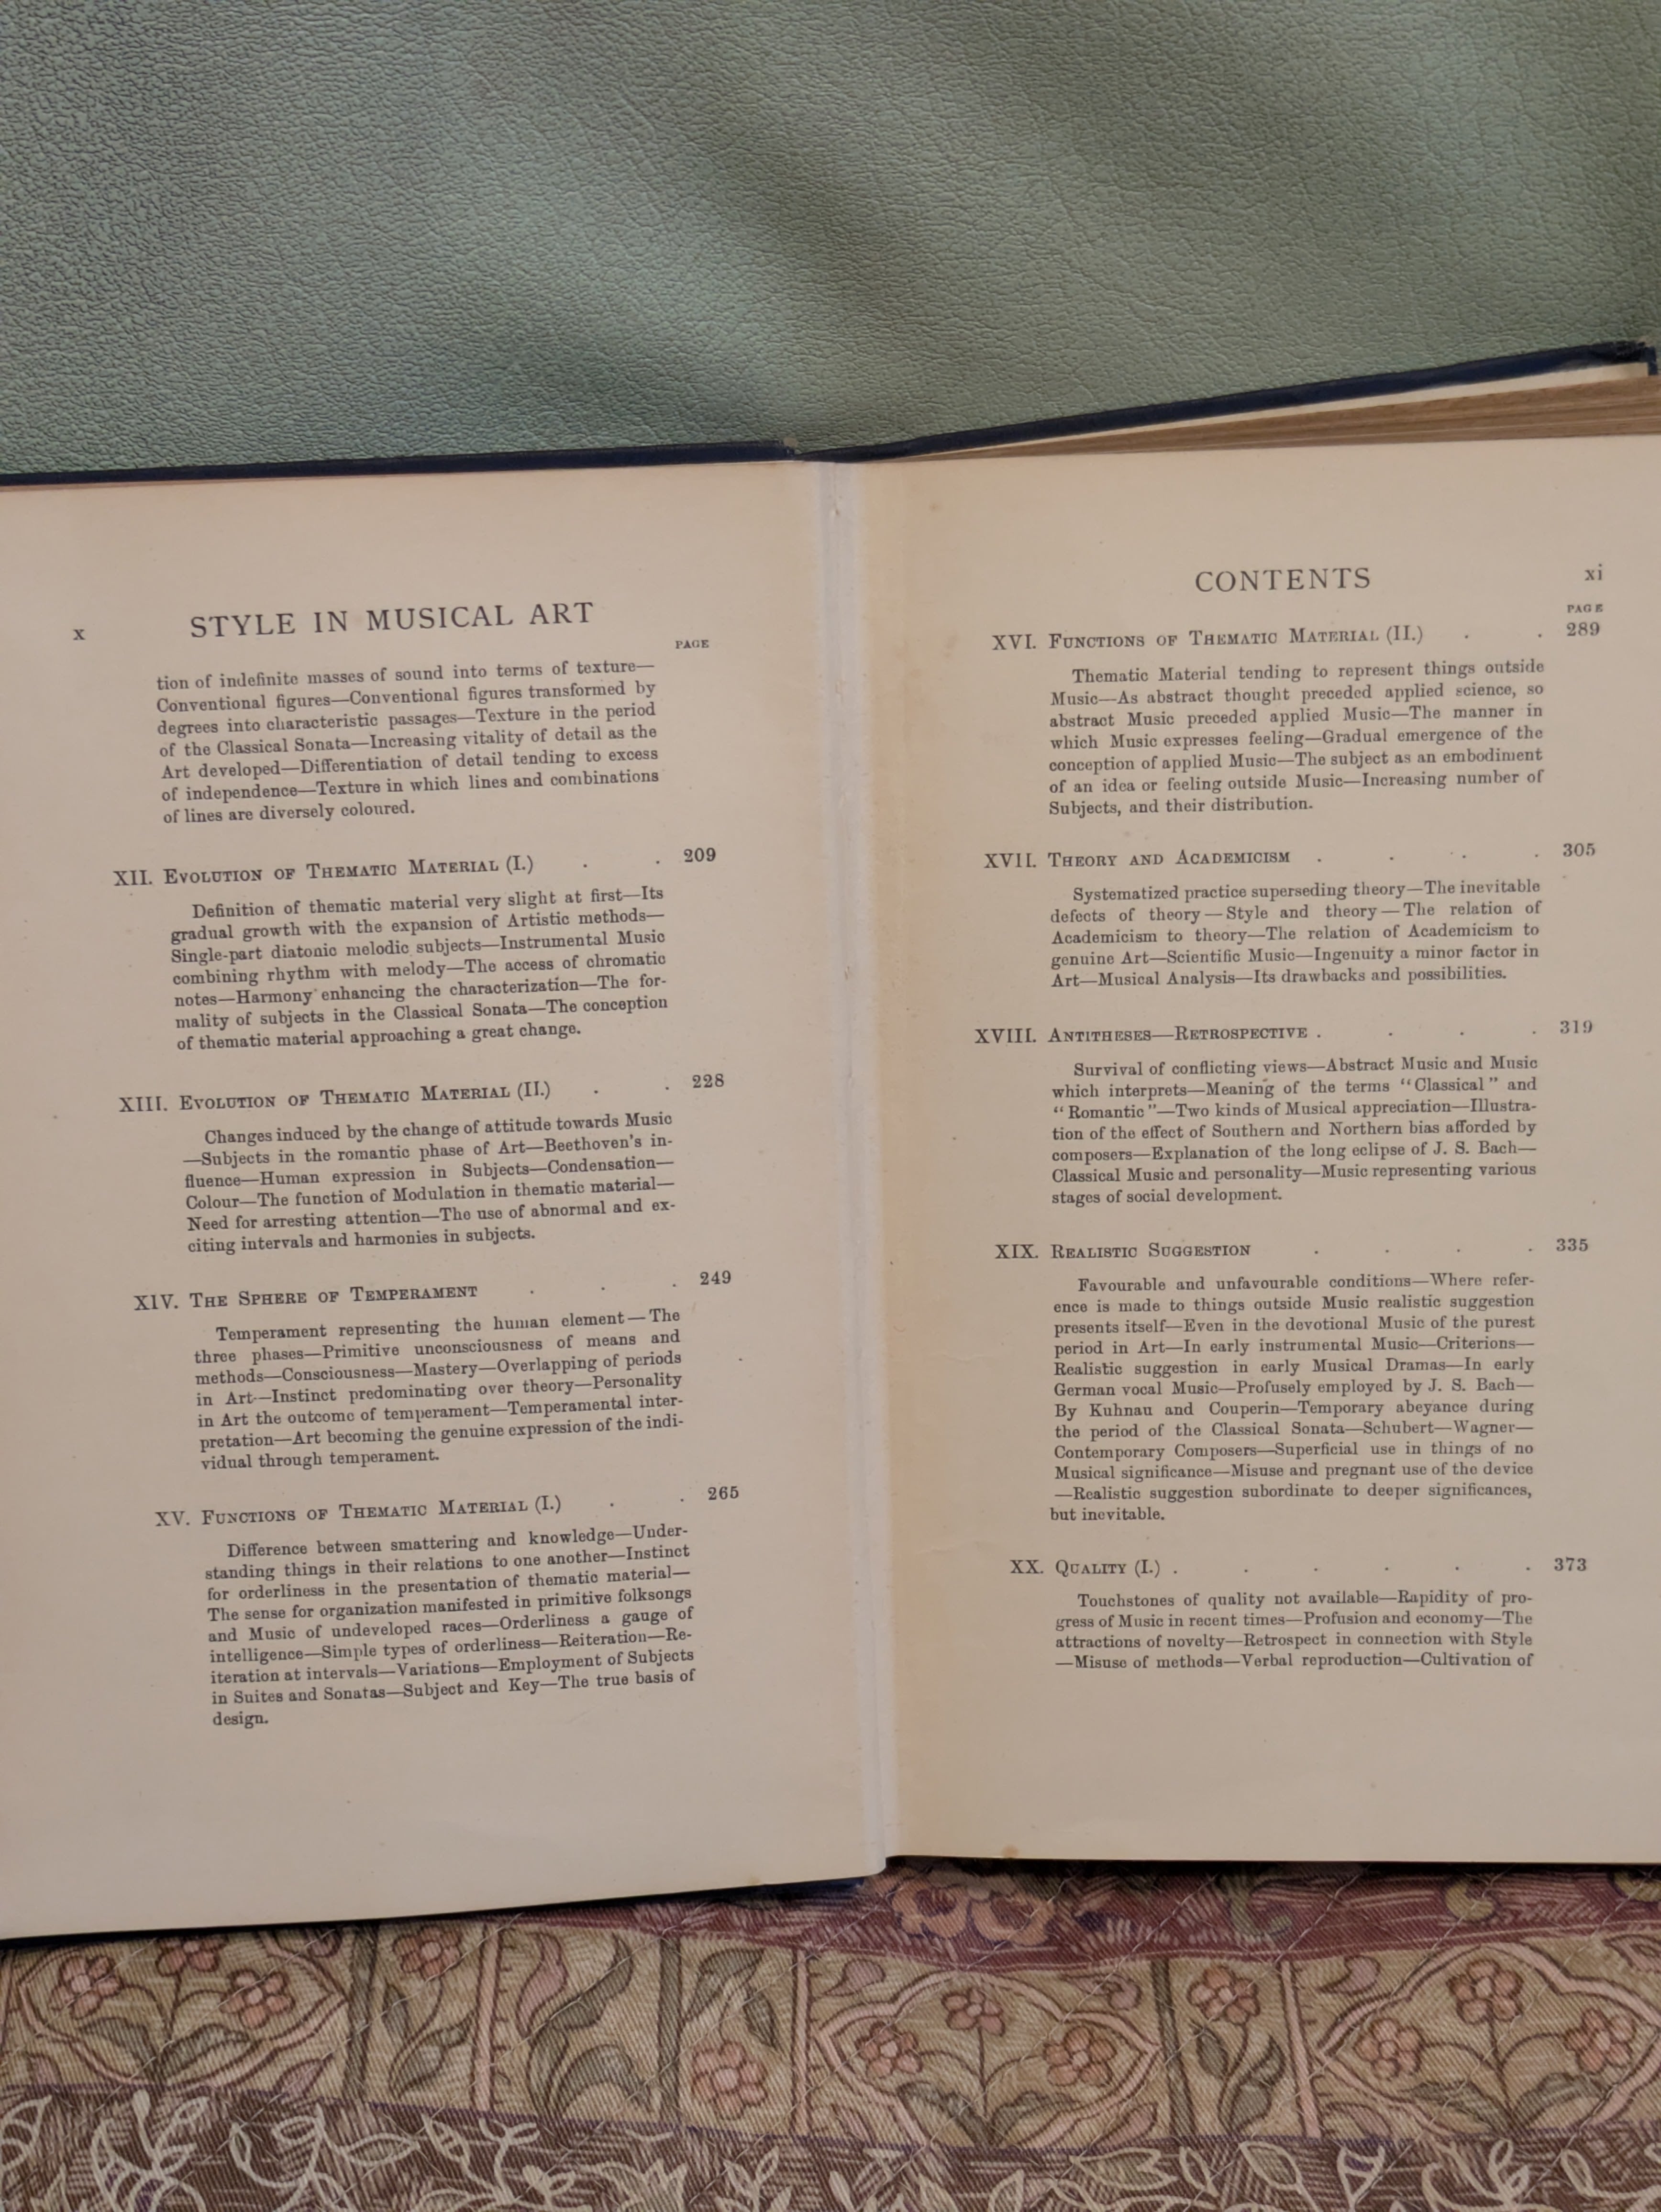 x
STYLE IN MUSICAL ART
PAGE
tion of indefinite masses of sound into terms of texture—
Conventional figures—Conventional figures transformed by
degrees into characteristic passages—Texture in the period
of the Classical Sonata—Increasing vitality of detail as the
Art developed—Differentiation of detail tending to excess
of independence—Texture in which lines and combinations
of lines are diversely coloured.
XII. EVOLUTION OF THEMATIC MATERIAL (I.) . . 209
Definition of thematic material very slight at first—Its
gradual growth with the expansion of Artistic methods—
Single-part diatonic melodic subjects—Instrumental Music
combining rhythm with melody—The access of chromatic
notes—Harmony enhancing the characterization—The for-
mality of subjects in the Classical Sonata—The conception
of thematic material approaching a great change.
XIII. EVOLUTION OF THEMATIC MATERIAL (II.) . . 228
Changes induced by the change of attitude towards Music
—Subjects in the romantic phase of Art—Beethoven's in-
fluence—Human expression in Subjects—Condensation—
Colour—The function of Modulation in thematic material—
Need for arresting attention—The use of abnormal and ex-
citing intervals and harmonies in subjects.
XIV. THE SPHERE OF TEMPERAMENT . . . 249
Temperament representing the human element—The
three phases—Primitive unconsciousness of means and
methods—Consciousness—Mastery—Overlapping of periods
in Art—Instinct predominating over theory—Personality
in Art the outcome of temperament—Temperamental inter-
pretation—Art becoming the genuine expression of the indi-
vidual through temperament.
XV. FUNCTIONS OF THEMATIC MATERIAL (I.) . . 265
Difference between smattering and knowledge—Under-
standing things in their relations to one another—Instinct
for orderliness in the presentation of thematic material—
The sense for organization manifested in primitive folksongs
and Music of undeveloped races—Orderliness a gauge of
intelligence—Simple types of orderliness—Reiteration—Re-
iteration at intervals—Variations—Employment of Subjects
in Suites and Sonatas—Subject and Key—The true basis of
design.
CONTENTS
xi
PAGE
XVI. FUNCTIONS OF THEMATIC MATERIAL (II.) . . 289
Thematic Material tending to represent things outside
Music—As abstract thought preceded applied science, so
abstract Music preceded applied Music—The manner in
which Music expresses feeling—Gradual emergence of the
conception of applied Music—The subject as an embodiment
of an idea or feeling outside Music—Increasing number of
Subjects, and their distribution.
XVII. THEORY AND ACADEMICISM . . . . 305
Systematized practice superseding theory—The inevitable
defects of theory—Style and theory—The relation of
Academicism to theory—The relation of Academicism to
genuine Art—Scientific Music—Ingenuity a minor factor in
Art—Musical Analysis—Its drawbacks and possibilities.
XVIII. ANTITHESES—RETROSPECTIVE . . . . 319
Survival of conflicting views—Abstract Music and Music
which interprets—Meaning of the terms “Classical” and
“Romantic”—Two kinds of Musical appreciation—Illustra-
tion of the effect of Southern and Northern bias afforded by
composers—Explanation of the long eclipse of J. S. Bach—
Classical Music and personality—Music representing various
stages of social development.
XIX. REALISTIC SUGGESTION . . . . 335
Favourable and unfavourable conditions—Where refer-
ence is made to things outside Music realistic suggestion
presents itself—Even in the devotional Music of the purest
period in Art—In early instrumental Music—Criterions—
Realistic suggestion in early Musical Dramas—In early
German vocal Music—Profusely employed by J. S. Bach—
By Kuhnau and Couperin—Temporary abeyance during
the period of the Classical Sonata—Schubert—Wagner—
Contemporary Composers—Superficial use in things of no
Musical significance—Misuse and pregnant use of the device
—Realistic suggestion subordinate to deeper significances,
but inevitable.
XX. QUALITY (I.) . . . . . . 373
Touchstones of quality not available—Rapidity of pro-
gress of Music in recent times—Profusion and economy—The
attractions of novelty—Retrospect in connection with Style
—Misuse of methods—Verbal reproduction—Cultivation of